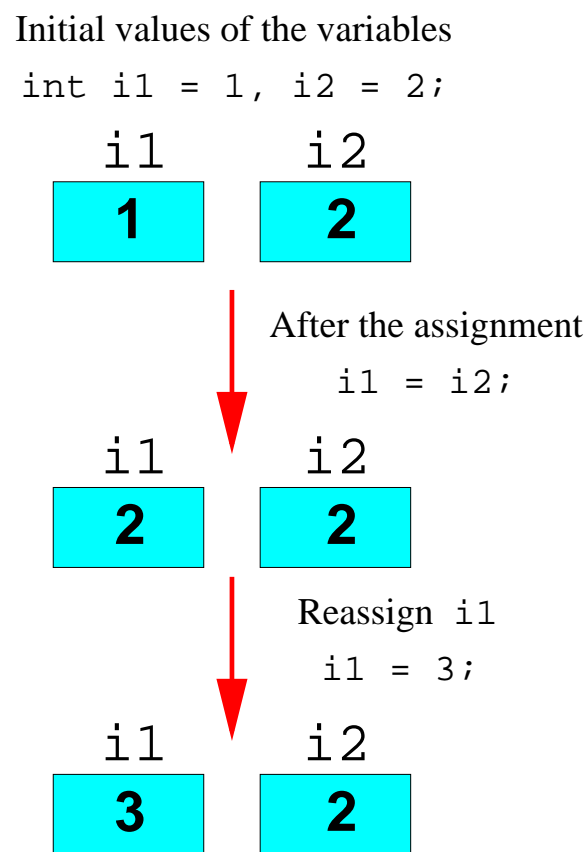 Initial values of the variables
int i1 = 1, i2 = 2;
i1 i2
1 2
After the assignment
i1 = i2;
i1 i2
2 2
Reassign i1
i1 = 3;
i1 i2
3 2